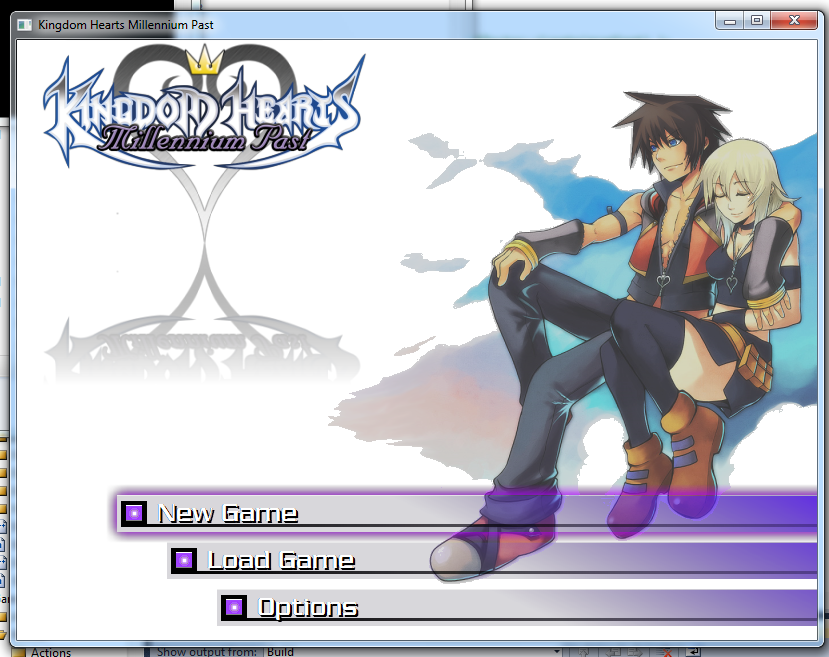 Kingdom Hearts Millennium Past
KINGDOM HEARTS
Millennium Past
New Game
Load Game
Options
Actions
Show output from: Build